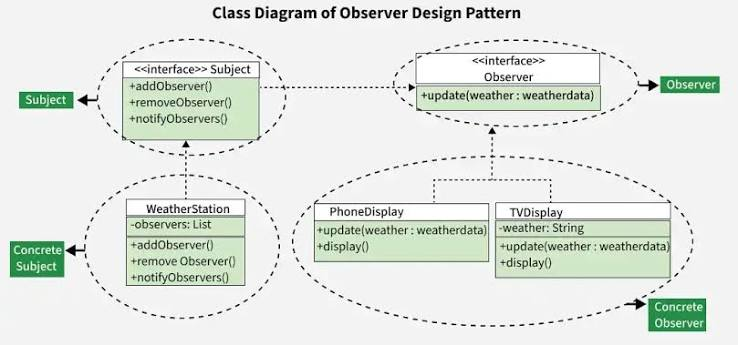 Class Diagram of Observer Design Pattern
<<interface>> Subject
+addObserver()
+removeObserver()
+notifyObservers()
Subject
<<interface>>
Observer
+update(weather : weatherdata)
Observer
WeatherStation
-observers: List
+addObserver()
+remove Observer()
+notifyObservers()
Concrete
Subject
PhoneDisplay
+update(weather : weatherdata)
+display()
TVDisplay
-weather: String
+update(weather : weatherdata)
+display()
Concrete
Observer